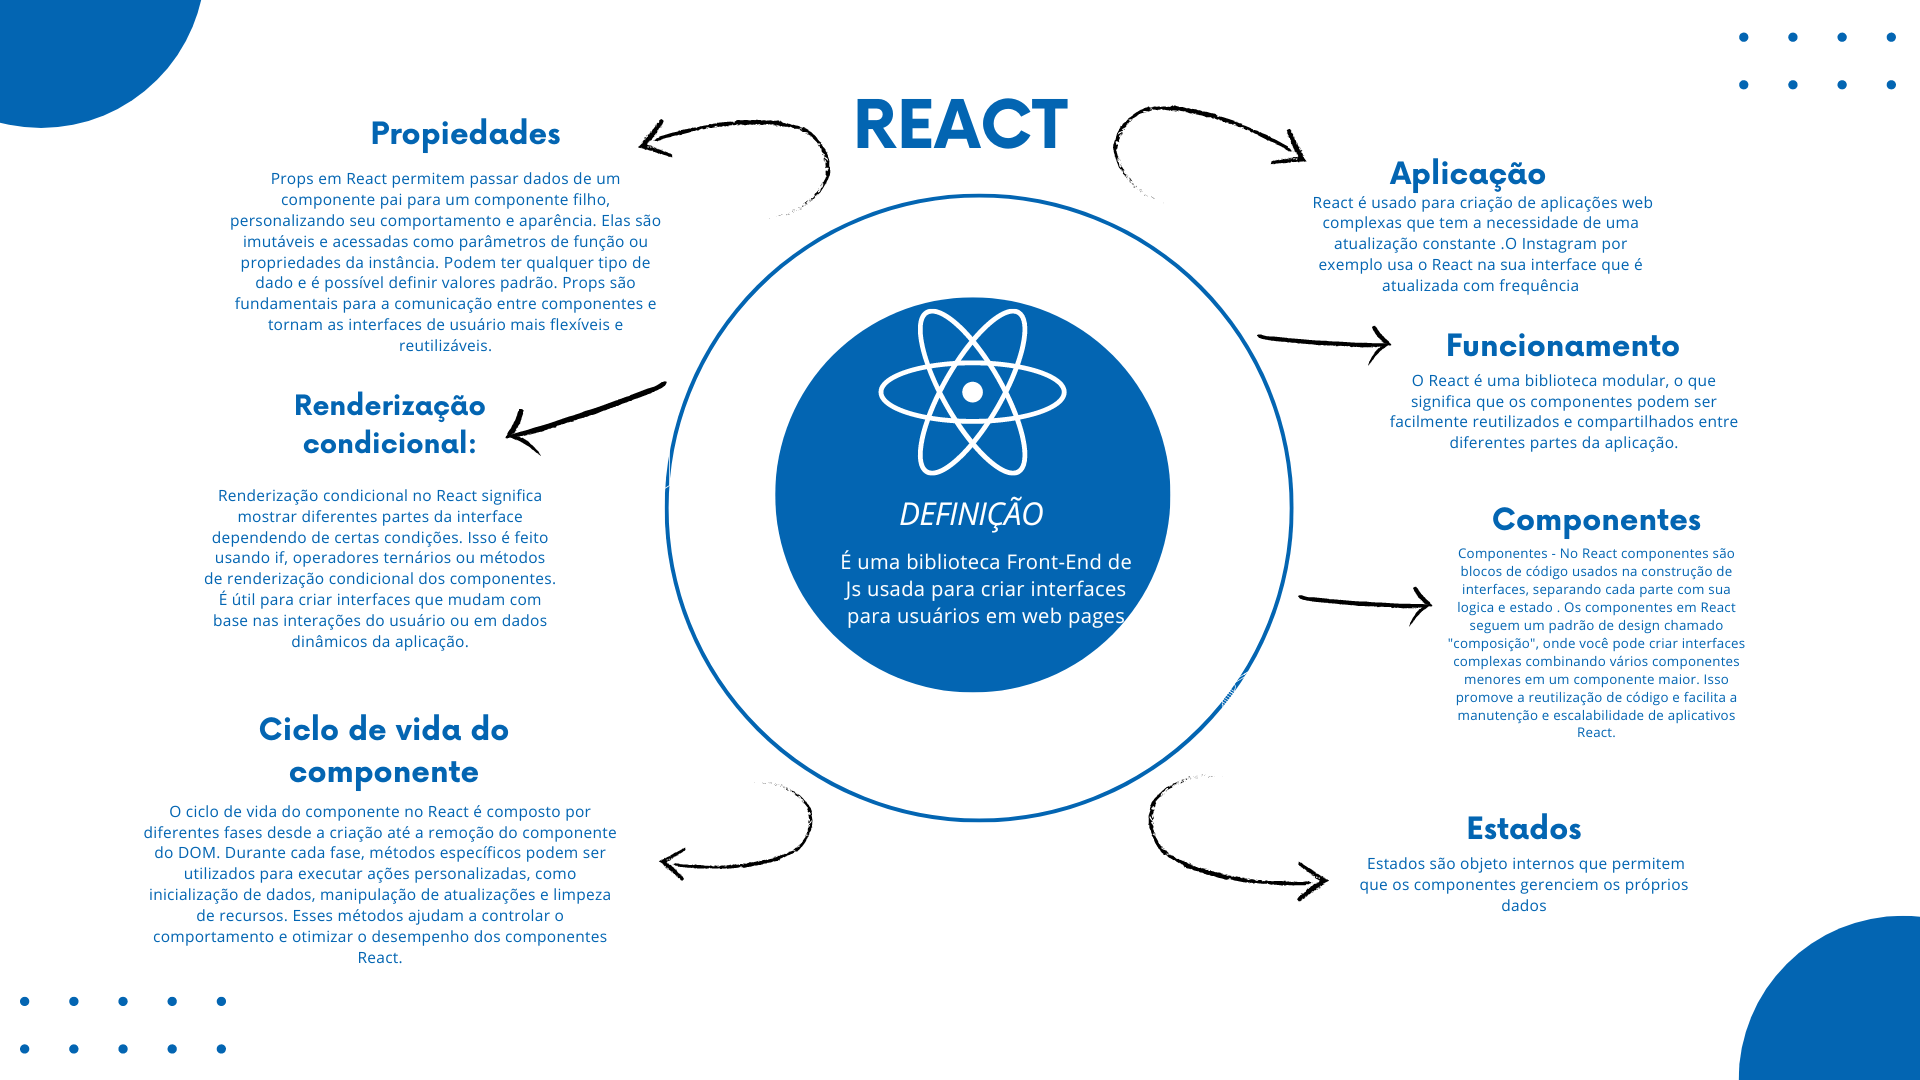 REACT
Propiedades
Props em React permitem passar dados de um
componente pai para um componente filho,
personalizando seu comportamento e aparência. Elas são
imutáveis e acessadas como parâmetros de função ou
propriedades da instância. Podem ter qualquer tipo de
dado e é possível definir valores padrão. Props são
fundamentais para a comunicação entre componentes e
tornam as interfaces de usuário mais flexíveis e
reutilizáveis.
Renderização
condicional:
Renderização condicional no React significa
mostrar diferentes partes da interface
dependendo de certas condições. Isso é feito
usando if, operadores ternários ou métodos
de renderização condicional dos componentes.
É útil para criar interfaces que mudam com
base nas interações do usuário ou em dados
dinâmicos da aplicação.
Ciclo de vida do
componente
O ciclo de vida do componente no React é composto por
diferentes fases desde a criação até a remoção do componente
do DOM. Durante cada fase, métodos específicos podem ser
utilizados para executar ações personalizadas, como
inicialização de dados, manipulação de atualizações e limpeza
de recursos. Esses métodos ajudam a controlar o
comportamento e otimizar o desempenho dos componentes
React.
DEFINIÇÃO
É uma biblioteca Front-End de
Js usada para criar interfaces
para usuários em web pages
Aplicação
React é usado para criação de aplicações web
complexas que tem a necessidade de uma
atualização constante .O Instagram por
exemplo usa o React na sua interface que é
atualizada com frequência
Funcionamento
O React é uma biblioteca modular, o que
significa que os componentes podem ser
facilmente reutilizados e compartilhados entre
diferentes partes da aplicação.
Componentes
Componentes - No React componentes são
blocos de código usados na construção de
interfaces, separando cada parte com sua
logica e estado . Os componentes em React
seguem um padrão de design chamado
"composição", onde você pode criar interfaces
complexas combinando vários componentes
menores em um componente maior. Isso
promove a reutilização de código e facilita a
manutenção e escalabilidade de aplicativos
React.
Estados
Estados são objeto internos que permitem
que os componentes gerenciem os próprios
dados